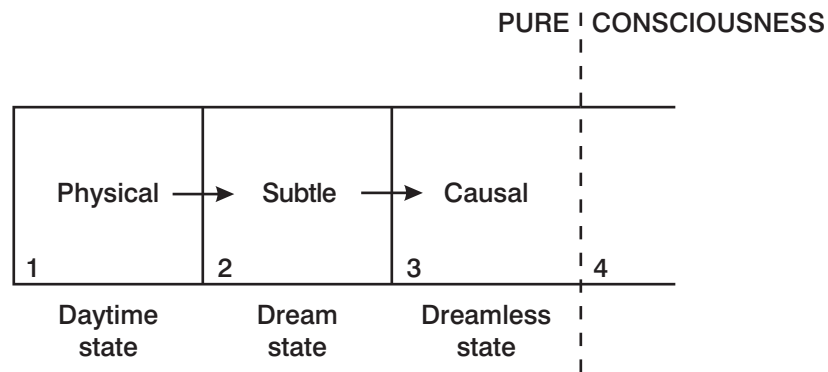 PURE CONSCIOUSNESS
Physical Subtle Causal
1 2 3 4
Daytime Dream Dreamless
state state state